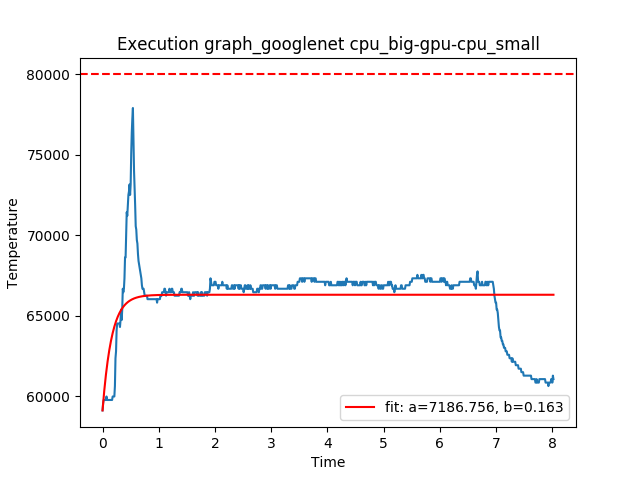 Execution graph_googlenet cpu_big-gpu-cpu_small
80000
75000
70000
65000
60000
Temperature
fit: a=7186.756, b=0.163
0 1 2 3 4 5 6 7 8
Time